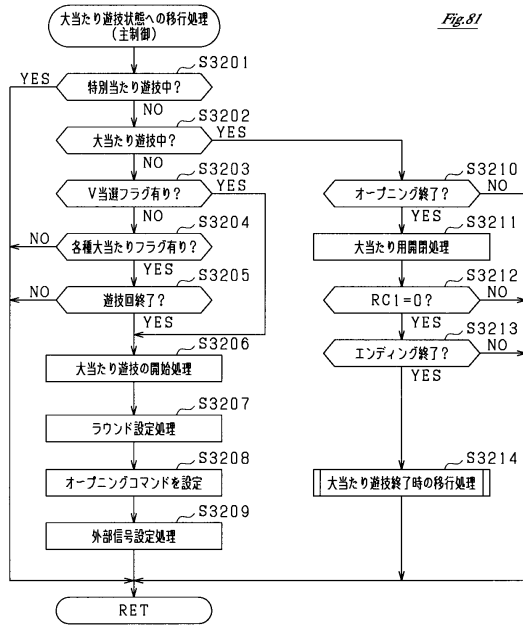 Fig.81
大当たり遊技状態への移行処理
(主制御)
S3201
YES
特別当たり遊技中?
NO
S3202
大当たり遊技中?
YES
NO
S3203
V当選フラグ有り?
YES
NO
S3204
NO
各種大当たりフラグ有り?
YES
S3205
NO
遊技回終了?
YES
S3206
大当たり遊技の開始処理
S3207
ラウンド設定処理
S3208
オープニングコマンドを設定
S3209
外部信号設定処理
S3210
オープニング終了?
NO
YES
S3211
大当たり用開閉処理
S3212
RC1=0?
NO
YES
S3213
エンディング終了?
NO
YES
S3214
大当たり遊技終了時の移行処理
RET